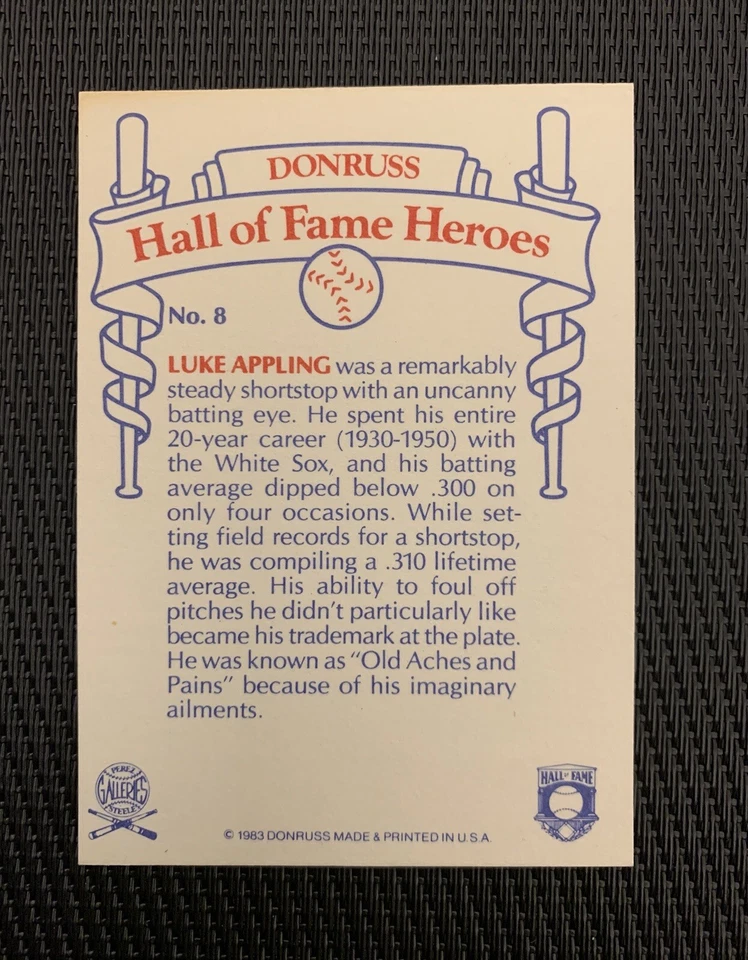 DONRUSS
Hall of Fame Heroes
No. 8
LUKE APPLING was a remarkably
steady shortstop with an uncanny
batting eye. He spent his entire
20-year career (1930-1950) with
the White Sox, and his batting
average dipped below .300 on
only four occasions. While set-
ting field records for a shortstop,
he was compiling a .310 lifetime
average. His ability to foul off
pitches he didn't particularly like
became his trademark at the plate.
He was known as "Old Aches and
Pains" because of his imaginary
ailments.
PEREZ
GALLERIES
STEELE
HALL OF FAME
© 1983 DONRUSS MADE & PRINTED IN U.S.A.